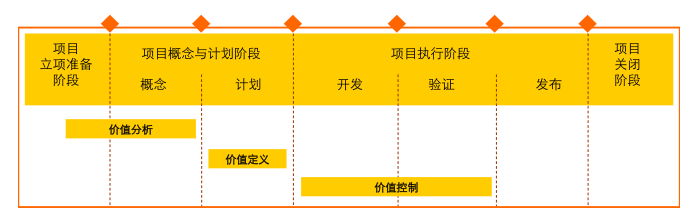 项目
立项准备
阶段
项目概念与计划阶段
概念
计划
项目执行阶段
开发
验证
发布
项目
关闭
阶段
价值分析
价值定义
价值控制